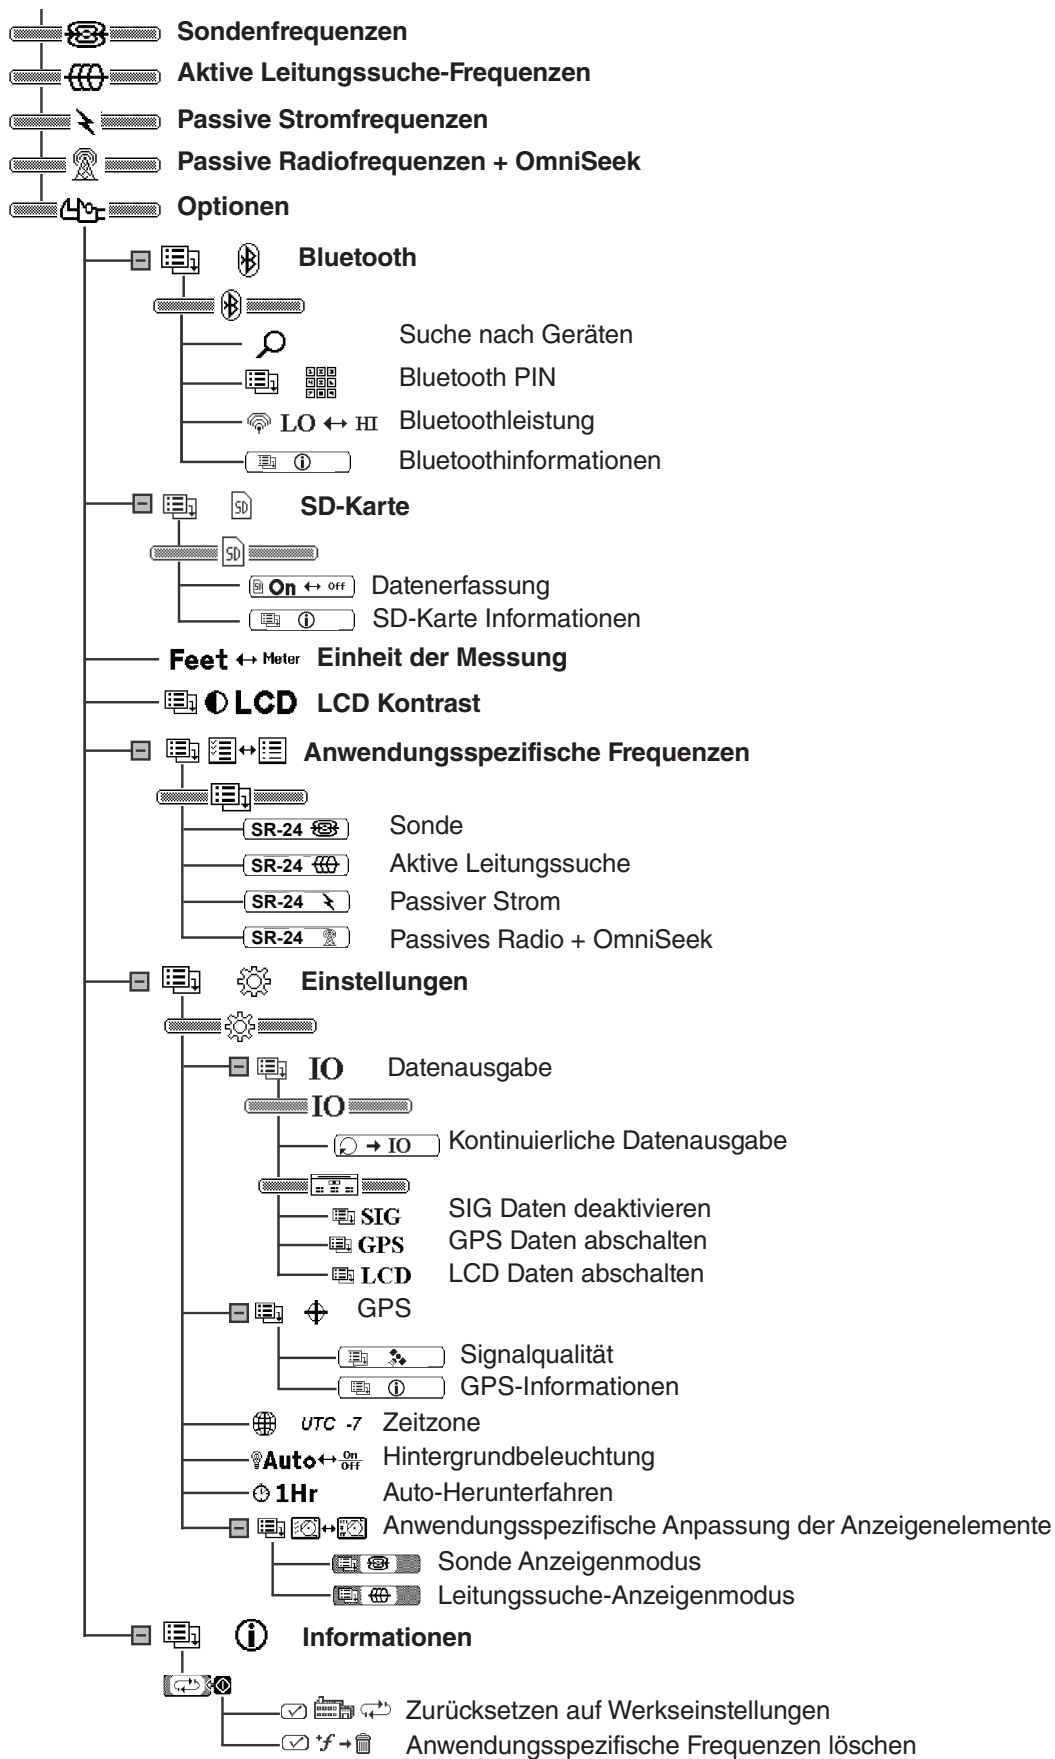 Sondenfrequenzen
Aktive Leitungssuche-Frequenzen
Passive Stromfrequenzen
Passive Radiofrequenzen + OmniSeek
Optionen
Bluetooth
Suche nach Geräten
Bluetooth PIN
LO ↔ HI Bluetoothleistung
Bluetoothinformationen
SD SD-Karte
SD
On ↔ Off Datenerfassung
SD-Karte Informationen
Feet ↔ Meter Einheit der Messung
LCD LCD Kontrast
Anwendungsspezifische Frequenzen
SR-24 Sonde
SR-24 Aktive Leitungssuche
SR-24 Passiver Strom
SR-24 Passives Radio + OmniSeek
Einstellungen
IO Datenausgabe
IO
→ IO Kontinuierliche Datenausgabe
SIG SIG Daten deaktivieren
GPS GPS Daten abschalten
LCD LCD Daten abschalten
GPS
Signalqualität
GPS-Informationen
UTC -7 Zeitzone
Auto ↔ On Off Hintergrundbeleuchtung
1Hr Auto-Herunterfahren
Anwendungsspezifische Anpassung der Anzeigenelemente
Sonde Anzeigenmodus
Leitungssuche-Anzeigenmodus
Informationen
Zurücksetzen auf Werkseinstellungen
+f → Anwendungsspezifische Frequenzen löschen